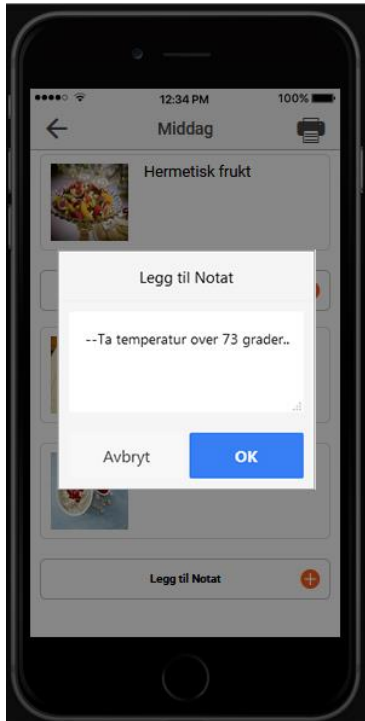 12:34 PM
100%
Middag
Hermetisk frukt
Legg til Notat
--Ta temperatur over 73 grader..
Avbryt
OK
Legg til Notat